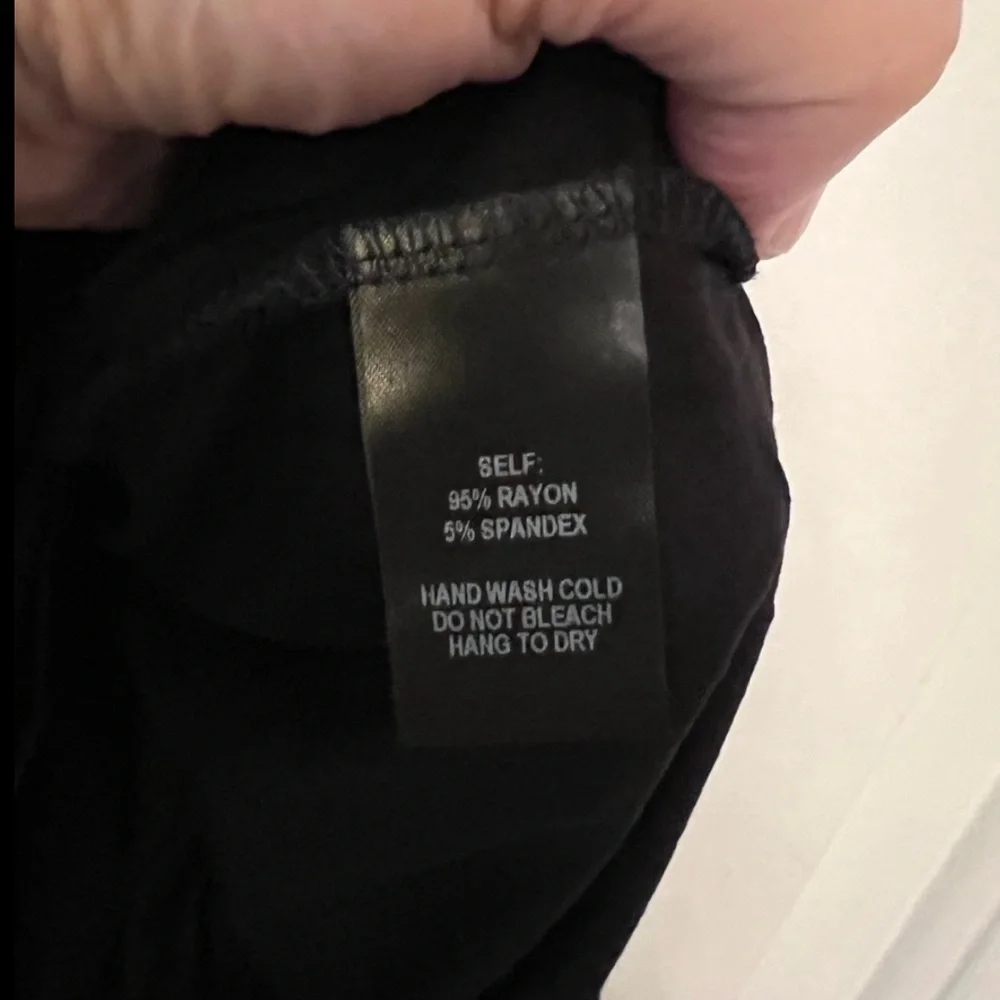 SELF:
95% RAYON
5% SPANDEX
HAND WASH COLD
DO NOT BLEACH
HANG TO DRY